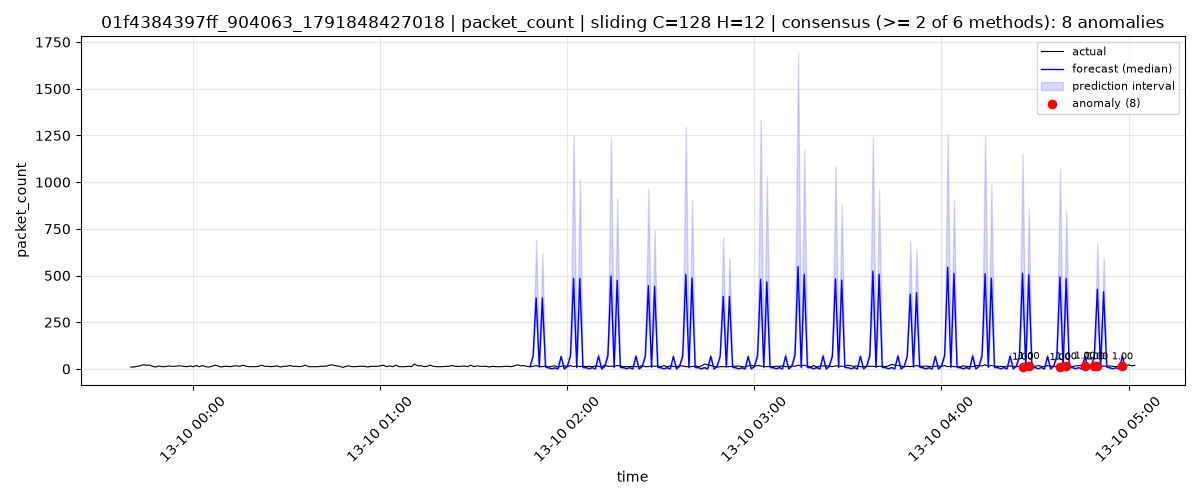 01f4384397ff_904063_1791848427018 | packet_count | sliding C=128 H=12 | consensus (>= 2 of 6 methods): 8 anomalies
packet_count
1750
1500
1250
1000
750
500
250
0
actual
forecast (median)
prediction interval
anomaly (8)
1.00
13-10 00:00
13-10 01:00
13-10 02:00
13-10 03:00
13-10 04:00
13-10 05:00
time